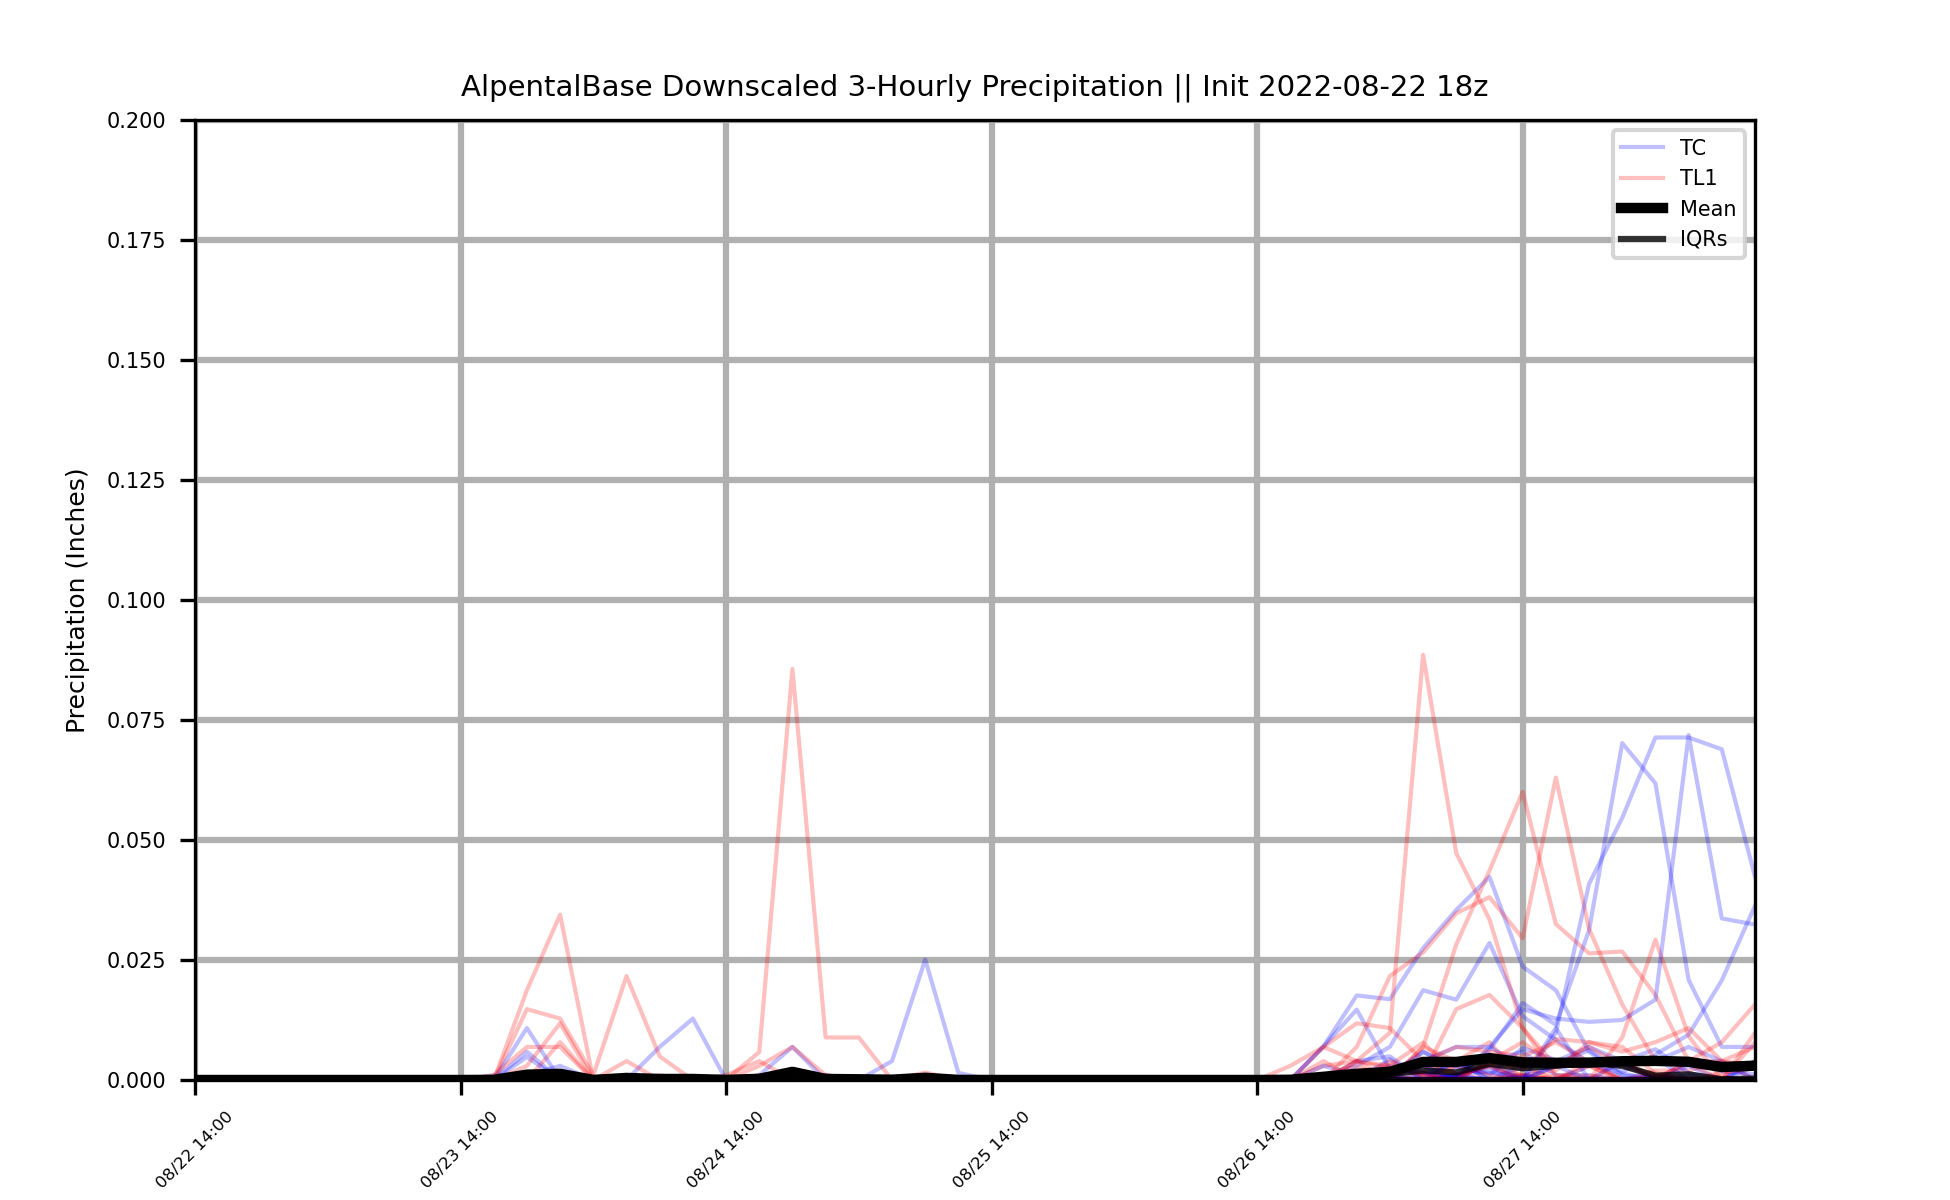 AlpentalBase Downscaled 3-Hourly Precipitation || Init 2022-08-22 18z
TC
TL1
Mean
IQRs
Precipitation (Inches)
0.200
0.175
0.150
0.125
0.100
0.075
0.050
0.025
0.000
08/22 14:00
08/23 14:00
08/24 14:00
08/25 14:00
08/26 14:00
08/27 14:00